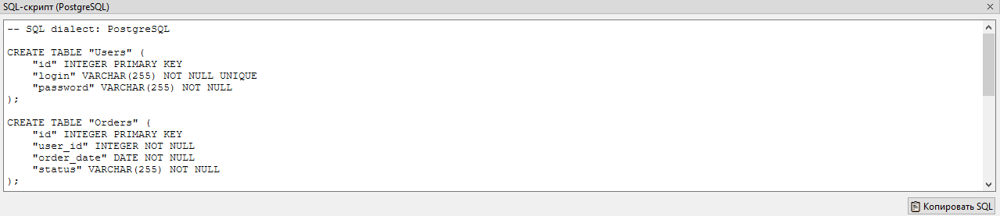 SQL-скрипт (PostgreSQL)
-- SQL dialect: PostgreSQL
CREATE TABLE "Users" (
"id" INTEGER PRIMARY KEY
"login" VARCHAR(255) NOT NULL UNIQUE
"password" VARCHAR(255) NOT NULL
);
CREATE TABLE "Orders" (
"id" INTEGER PRIMARY KEY
"user_id" INTEGER NOT NULL
"order_date" DATE NOT NULL
"status" VARCHAR(255) NOT NULL
);
Копировать SQL